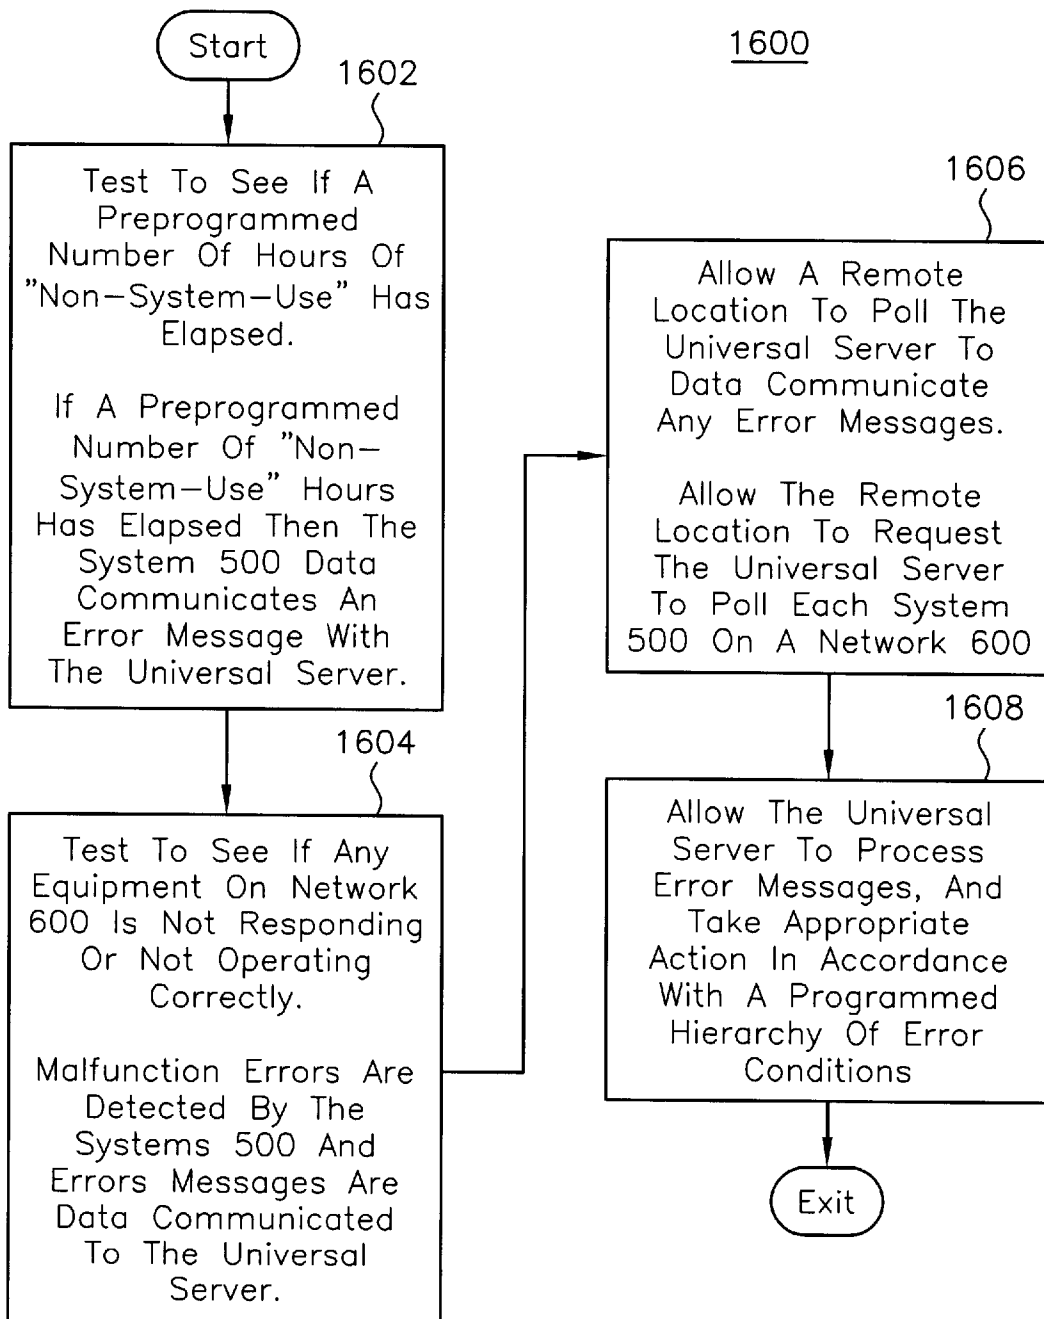 Start
1600
1602
Test To See If A
Preprogrammed
Number Of Hours Of
"Non-System-Use" Has
Elapsed.
If A Preprogrammed
Number Of "Non-
System-Use" Hours
Has Elapsed Then The
System 500 Data
Communicates An
Error Message With
The Universal Server.
1604
Test To See If Any
Equipment On Network
600 Is Not Responding
Or Not Operating
Correctly.
Malfunction Errors Are
Detected By The
Systems 500 And
Errors Messages Are
Data Communicated
To The Universal
Server.
1606
Allow A Remote
Location To Poll The
Universal Server To
Data Communicate
Any Error Messages.
Allow The Remote
Location To Request
The Universal Server
To Poll Each System
500 On A Network 600
1608
Allow The Universal
Server To Process
Error Messages, And
Take Appropriate
Action In Accordance
With A Programmed
Hierarchy Of Error
Conditions
Exit